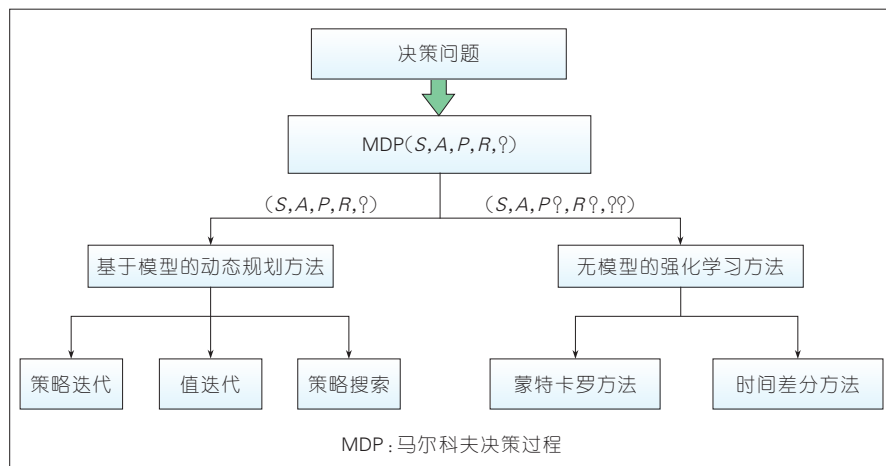 决策问题
MDP(S,A,P,R,?)
(S,A,P,R,?)
(S,A,P?,R?,??)
基于模型的动态规划方法
无模型的强化学习方法
策略迭代
值迭代
策略搜索
蒙特卡罗方法
时间差分方法
MDP:马尔科夫决策过程